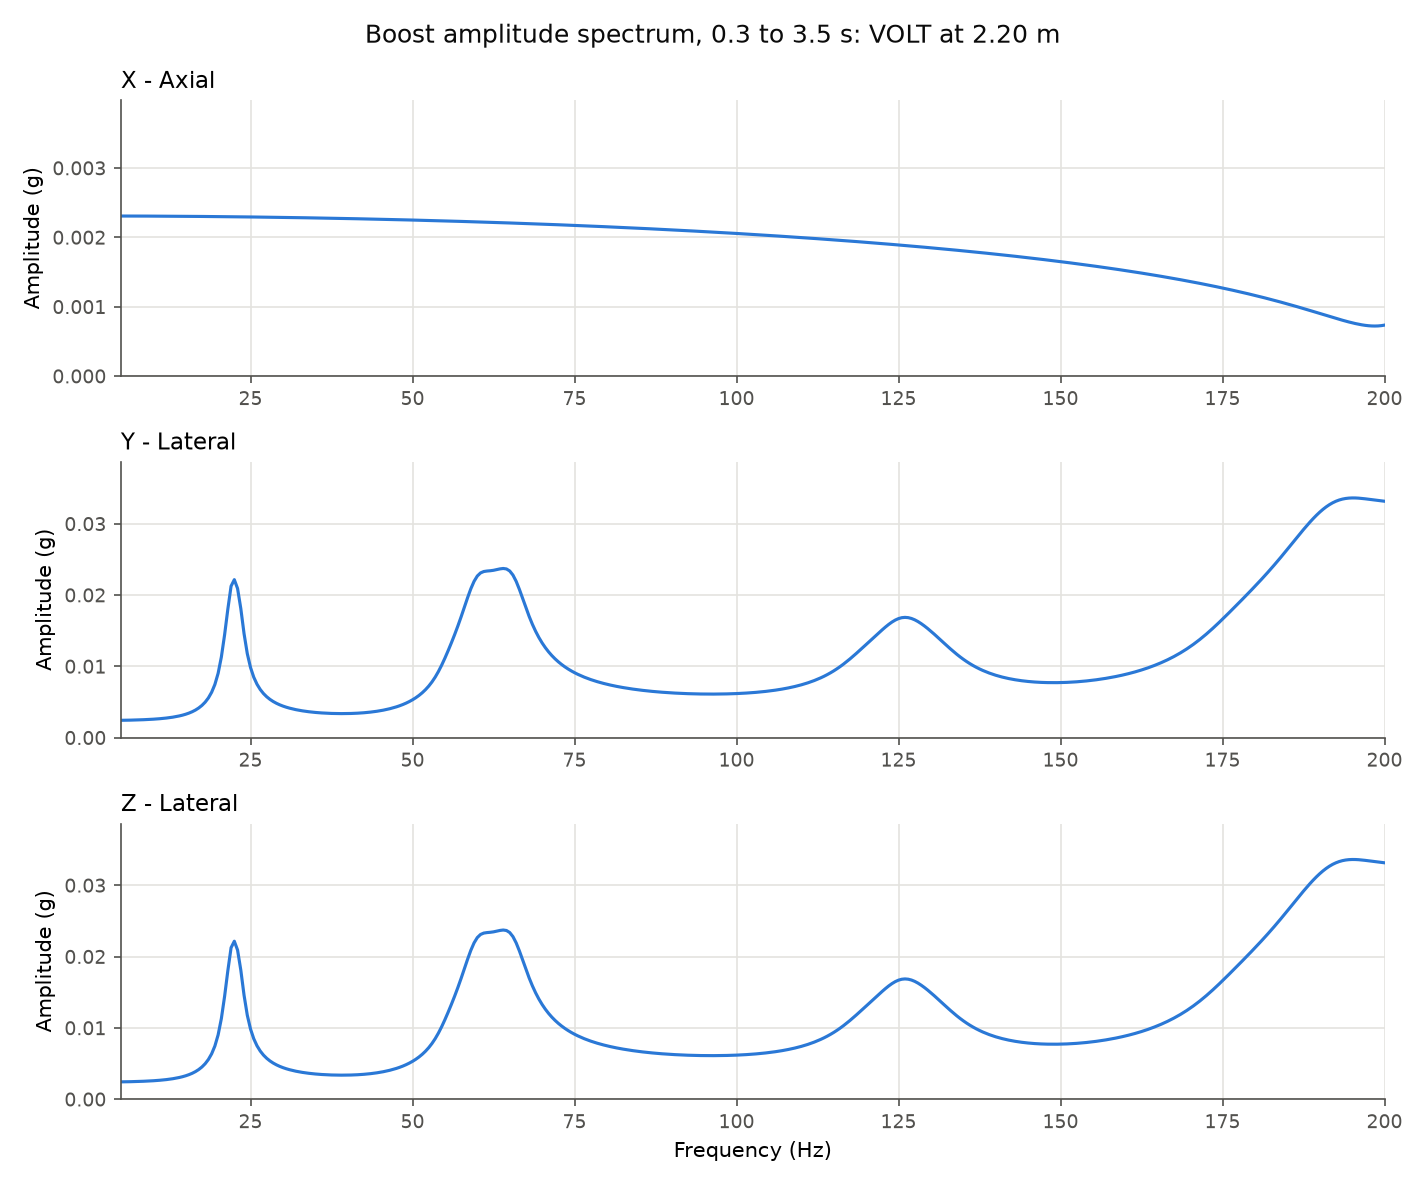 Boost amplitude spectrum, 0.3 to 3.5 s: VOLT at 2.20 m
X - Axial
Amplitude (g)
0.003
0.002
0.001
0.000
25 50 75 100 125 150 175 200
Y - Lateral
Amplitude (g)
0.03
0.02
0.01
0.00
25 50 75 100 125 150 175 200
Z - Lateral
Amplitude (g)
0.03
0.02
0.01
0.00
25 50 75 100 125 150 175 200
Frequency (Hz)